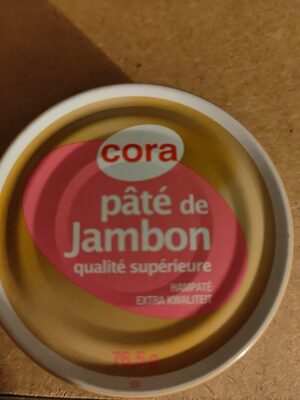 cora
pâté de
Jambon
qualité supérieure
HAMPATÉ
EXTRA KWALITEIT
78,5g